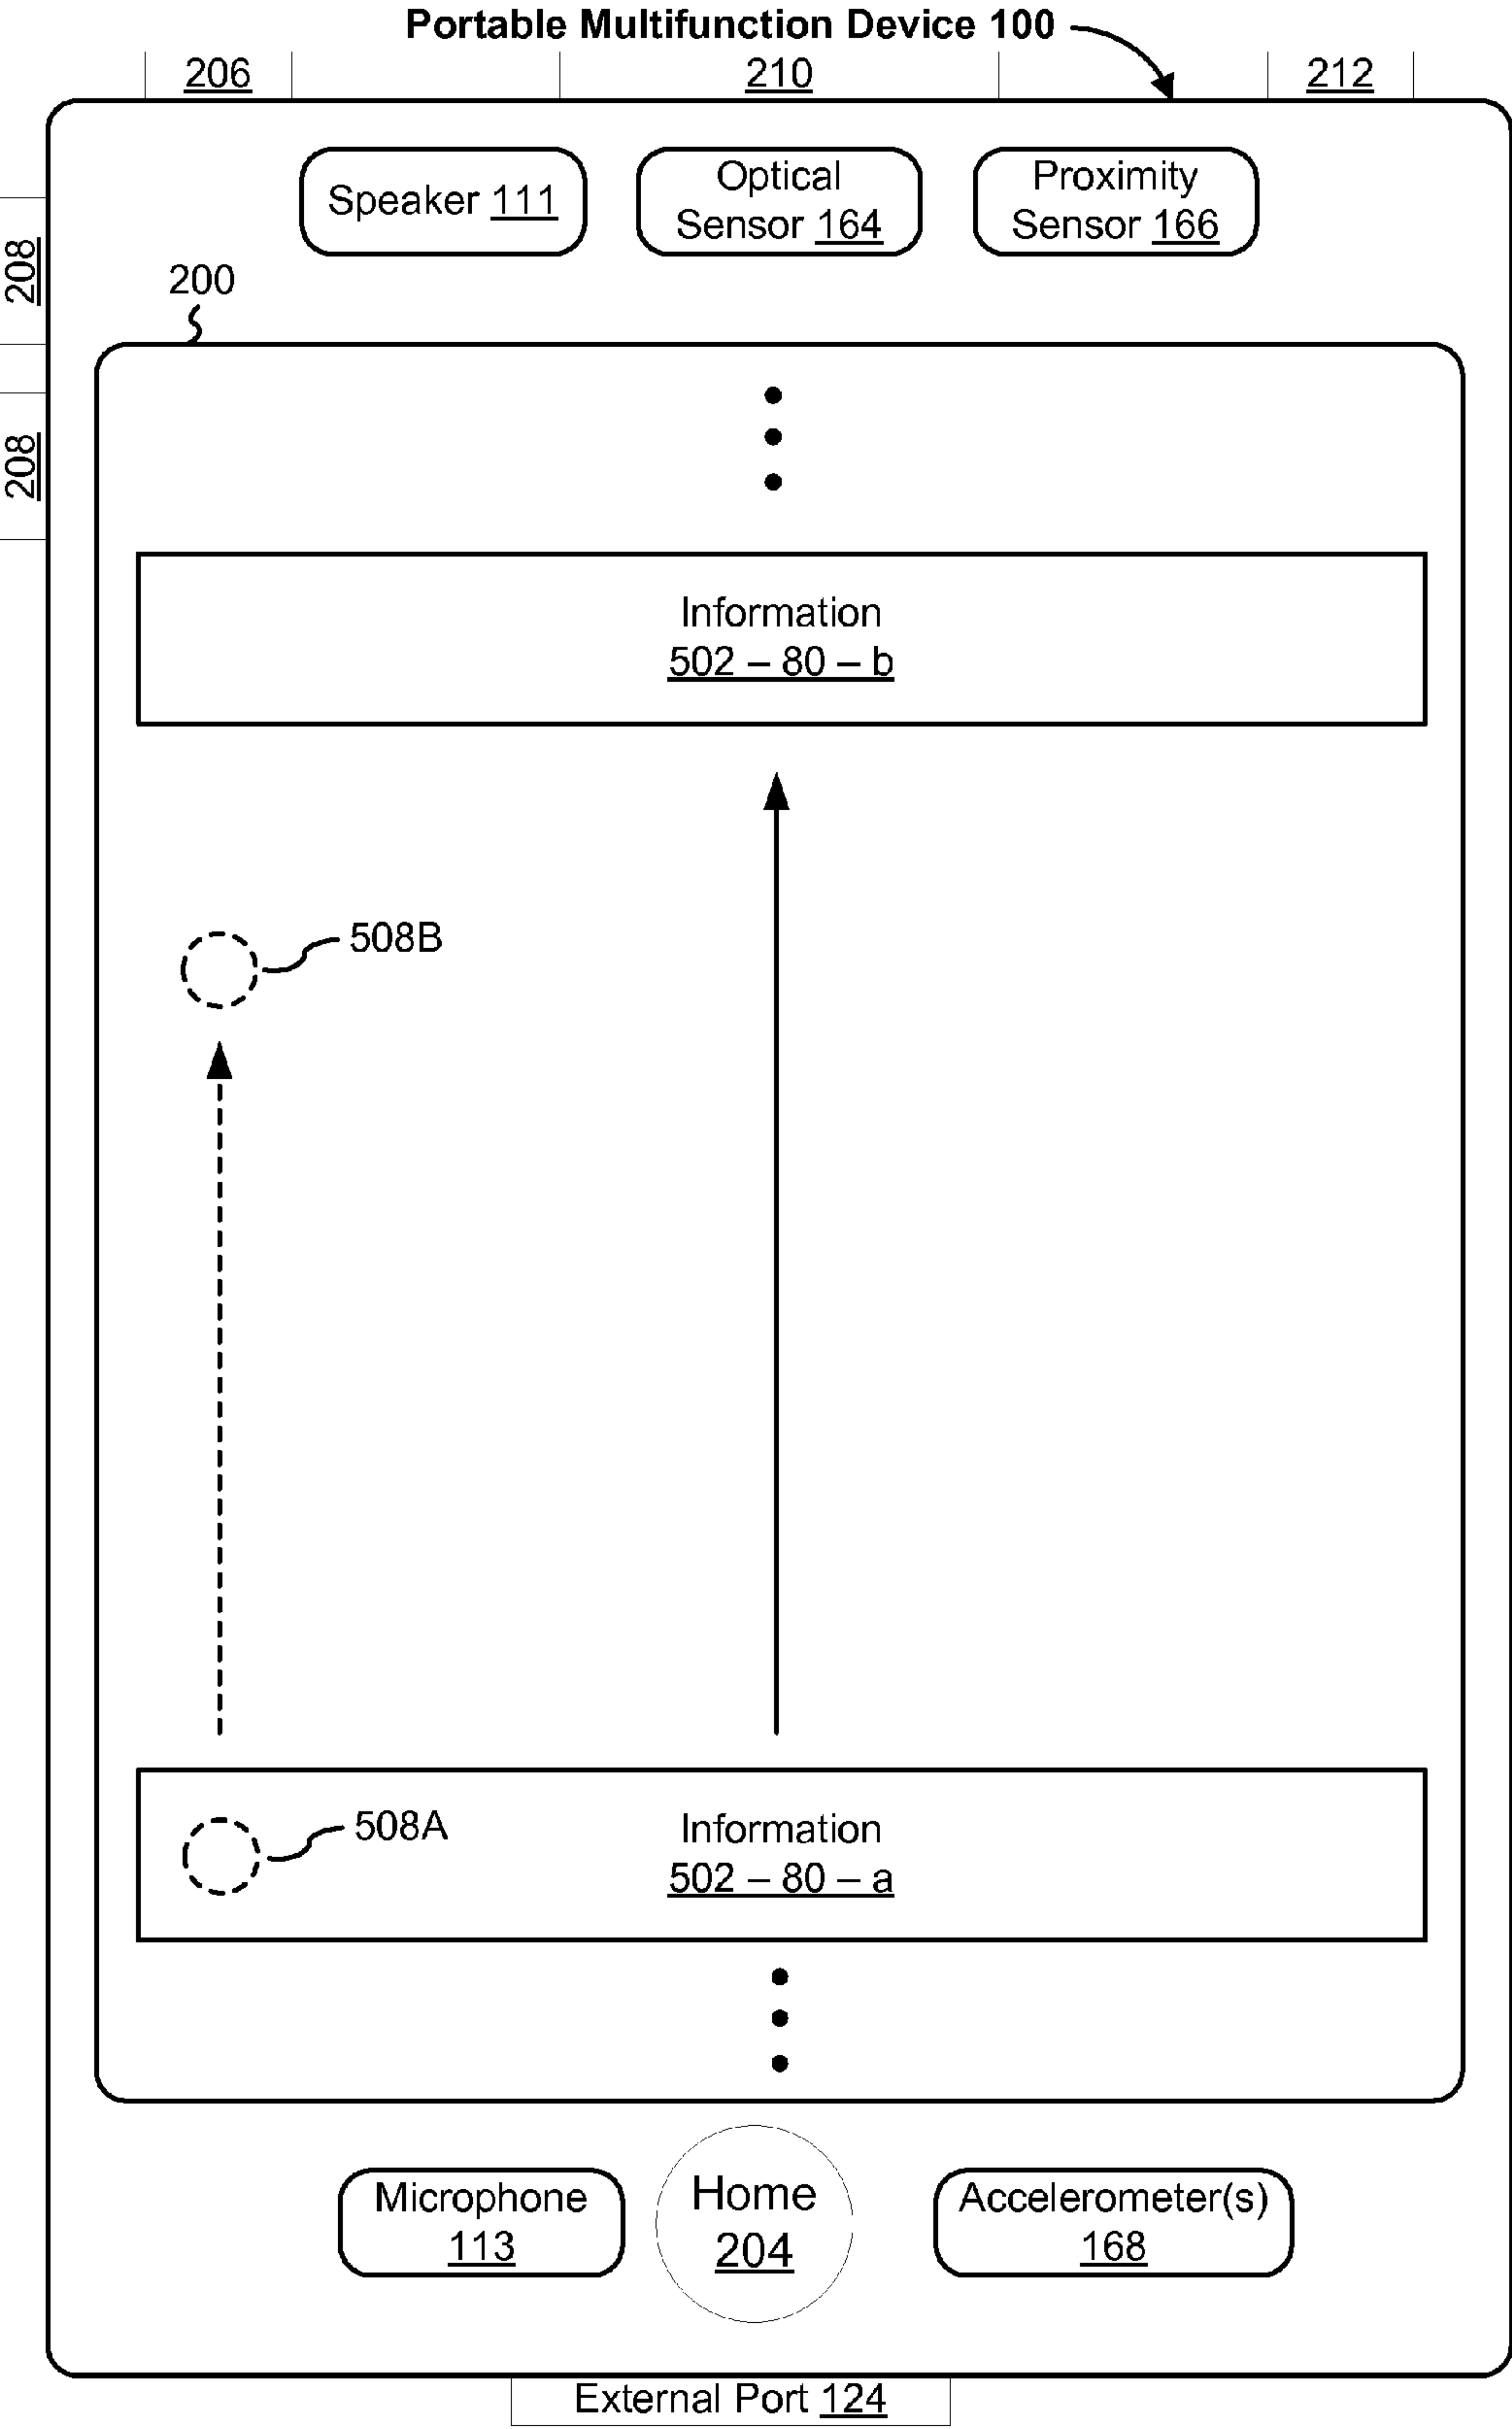 Portable Multifunction Device 100
206
210
212
Speaker 111
Optical
Sensor 164
Proximity
Sensor 166
208
200
208
Information
502 – 80 – b
508B
508A
Information
502 – 80 – a
Microphone
113
Home
204
Accelerometer(s)
168
External Port 124